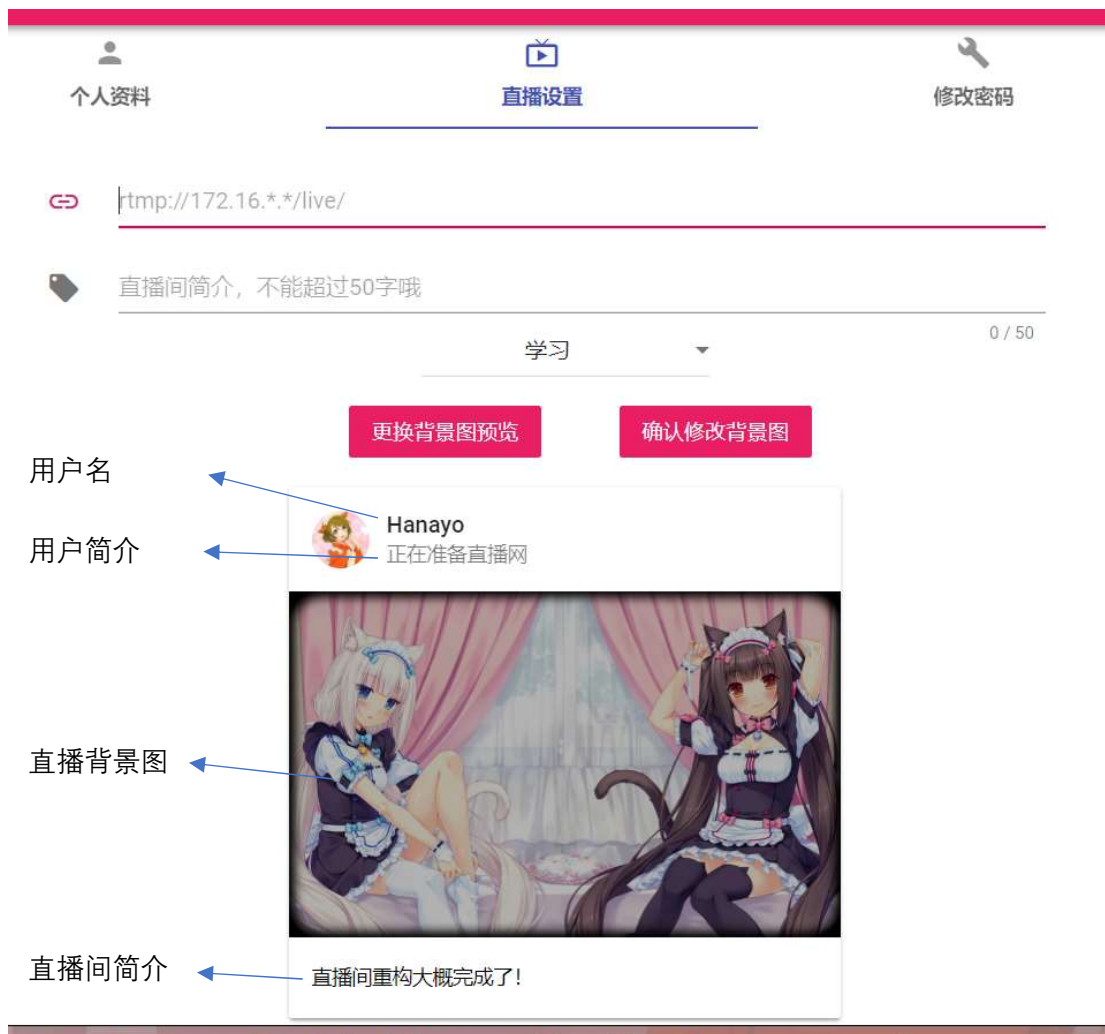 个人资料
直播设置
修改密码
rtmp://172.16.*.*/live/
直播间简介，不能超过50字哦
0 / 50
学习
更换背景图预览
确认修改背景图
用户名
Hanayo
用户简介
正在准备直播网
直播背景图
直播间简介
直播间重构大概完成了！